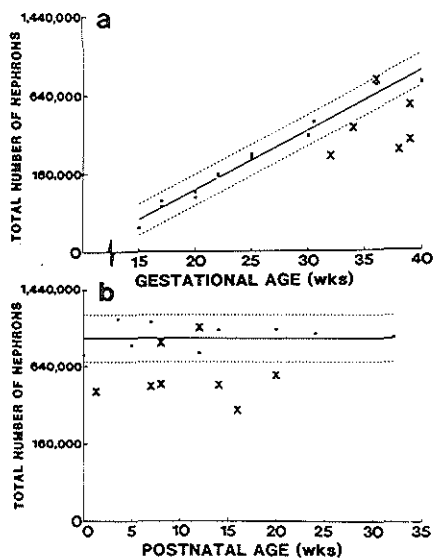 a
TOTAL NUMBER OF NEPHRONS
1,440,000
640,000
160,000
0
15 20 25 30 35 40
GESTATIONAL AGE (wks)
b
TOTAL NUMBER OF NEPHRONS
1,440,000
640,000
160,000
0
0 5 10 15 20 25 30 35
POSTNATAL AGE (wks)